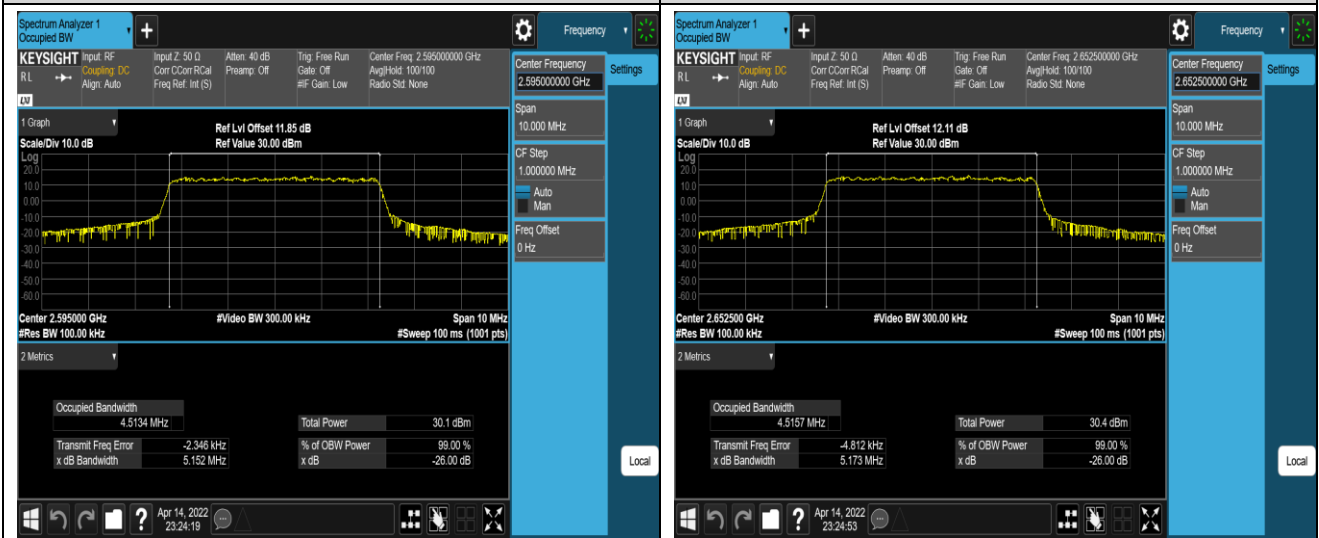 Spectrum Analyzer 1
Occupied BW
+
Frequency
KEYSIGHT
RL
LXI
Input: RF
Coupling: DC
Align: Auto
Input Z: 50 Ω
Corr CCorr RCal
Freq Ref: Int (S)
Atten: 40 dB
Preamp: Off
Trig: Free Run
Gate: Off
#IF Gain: Low
Center Freq: 2.595000000 GHz
Avg|Hold: 100/100
Radio Std: None
Center Frequency
2.595000000 GHz
Settings
Span
10.000 MHz
CF Step
1.000000 MHz
Auto
Man
Freq Offset
0 Hz
1 Graph
Scale/Div 10.0 dB
Ref Lvl Offset 11.85 dB
Ref Value 30.00 dBm
Log
20.0
10.0
0.00
-10.0
-20.0
-30.0
-40.0
-50.0
-60.0
Center 2.595000 GHz
#Res BW 100.00 kHz
#Video BW 300.00 kHz
Span 10 MHz
#Sweep 100 ms (1001 pts)
2 Metrics
Occupied Bandwidth
4.5134 MHz
Total Power 30.1 dBm
Transmit Freq Error -2.346 kHz % of OBW Power 99.00 %
x dB Bandwidth 5.152 MHz x dB -26.00 dB
Local
?
Apr 14, 2022
23:24:19
Spectrum Analyzer 1
Occupied BW
+
Frequency
KEYSIGHT
RL
LXI
Input: RF
Coupling: DC
Align: Auto
Input Z: 50 Ω
Corr CCorr RCal
Freq Ref: Int (S)
Atten: 40 dB
Preamp: Off
Trig: Free Run
Gate: Off
#IF Gain: Low
Center Freq: 2.652500000 GHz
Avg|Hold: 100/100
Radio Std: None
Center Frequency
2.652500000 GHz
Settings
Span
10.000 MHz
CF Step
1.000000 MHz
Auto
Man
Freq Offset
0 Hz
1 Graph
Scale/Div 10.0 dB
Ref Lvl Offset 12.11 dB
Ref Value 30.00 dBm
Log
20.0
10.0
0.00
-10.0
-20.0
-30.0
-40.0
-50.0
-60.0
Center 2.652500 GHz
#Res BW 100.00 kHz
#Video BW 300.00 kHz
Span 10 MHz
#Sweep 100 ms (1001 pts)
2 Metrics
Occupied Bandwidth
4.5157 MHz
Total Power 30.4 dBm
Transmit Freq Error -4.812 kHz % of OBW Power 99.00 %
x dB Bandwidth 5.173 MHz x dB -26.00 dB
Local
?
Apr 14, 2022
23:24:53